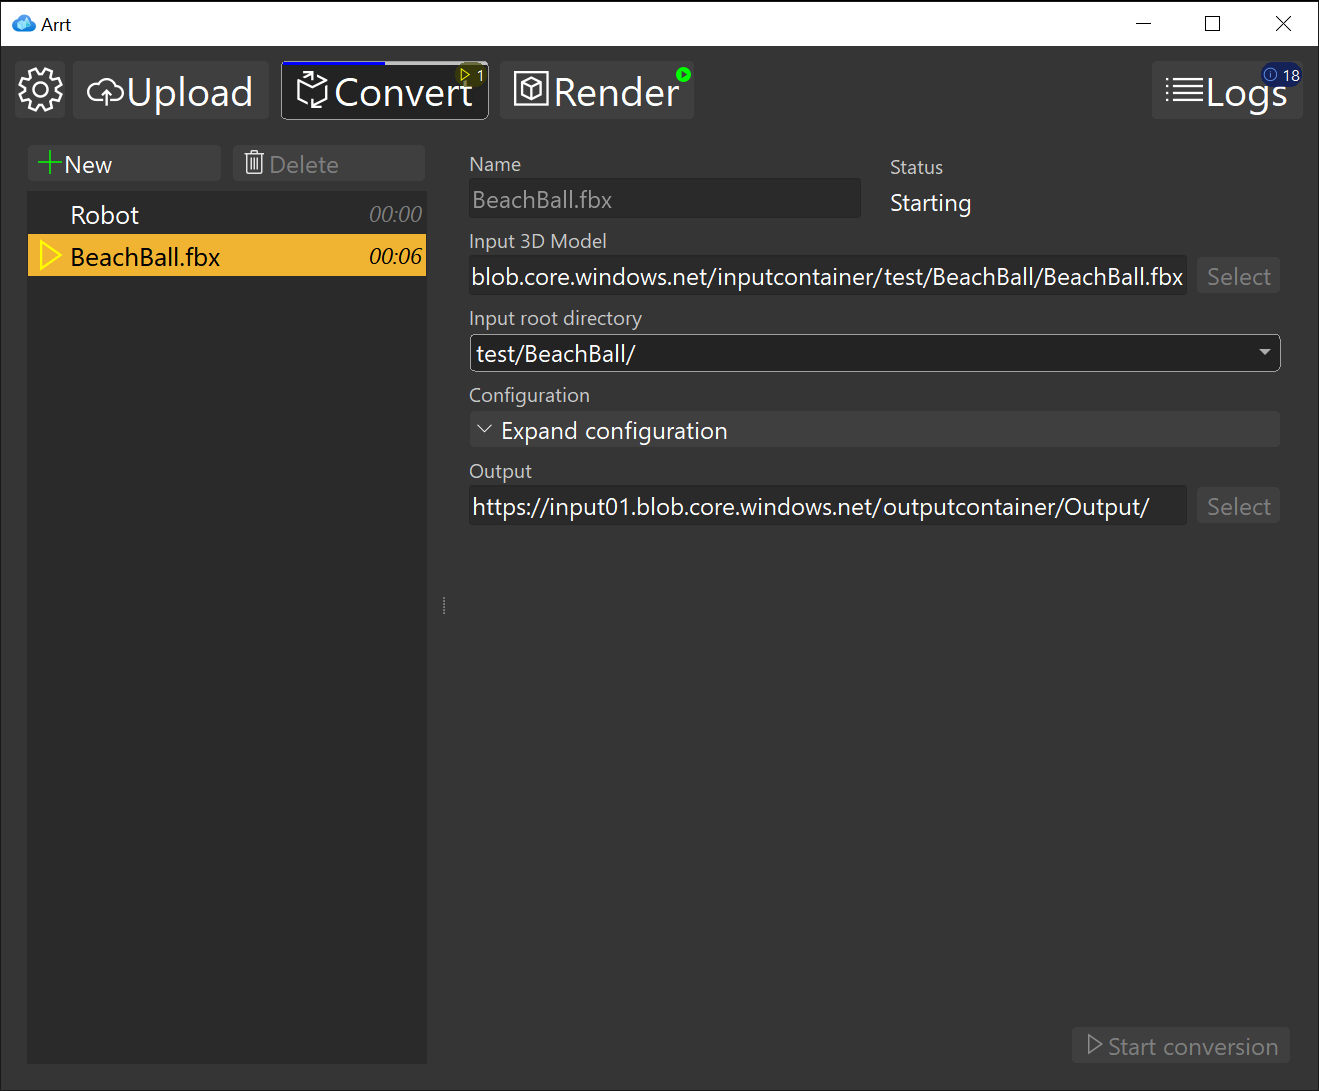 Arrt
Upload
Convert
1
Render
Logs
18
New
Delete
Robot 00:00
BeachBall.fbx 00:06
Name
BeachBall.fbx
Status
Starting
Input 3D Model
blob.core.windows.net/inputcontainer/test/BeachBall/BeachBall.fbx
Select
Input root directory
test/BeachBall/
Configuration
Expand configuration
Output
https://input01.blob.core.windows.net/outputcontainer/Output/
Select
Start conversion